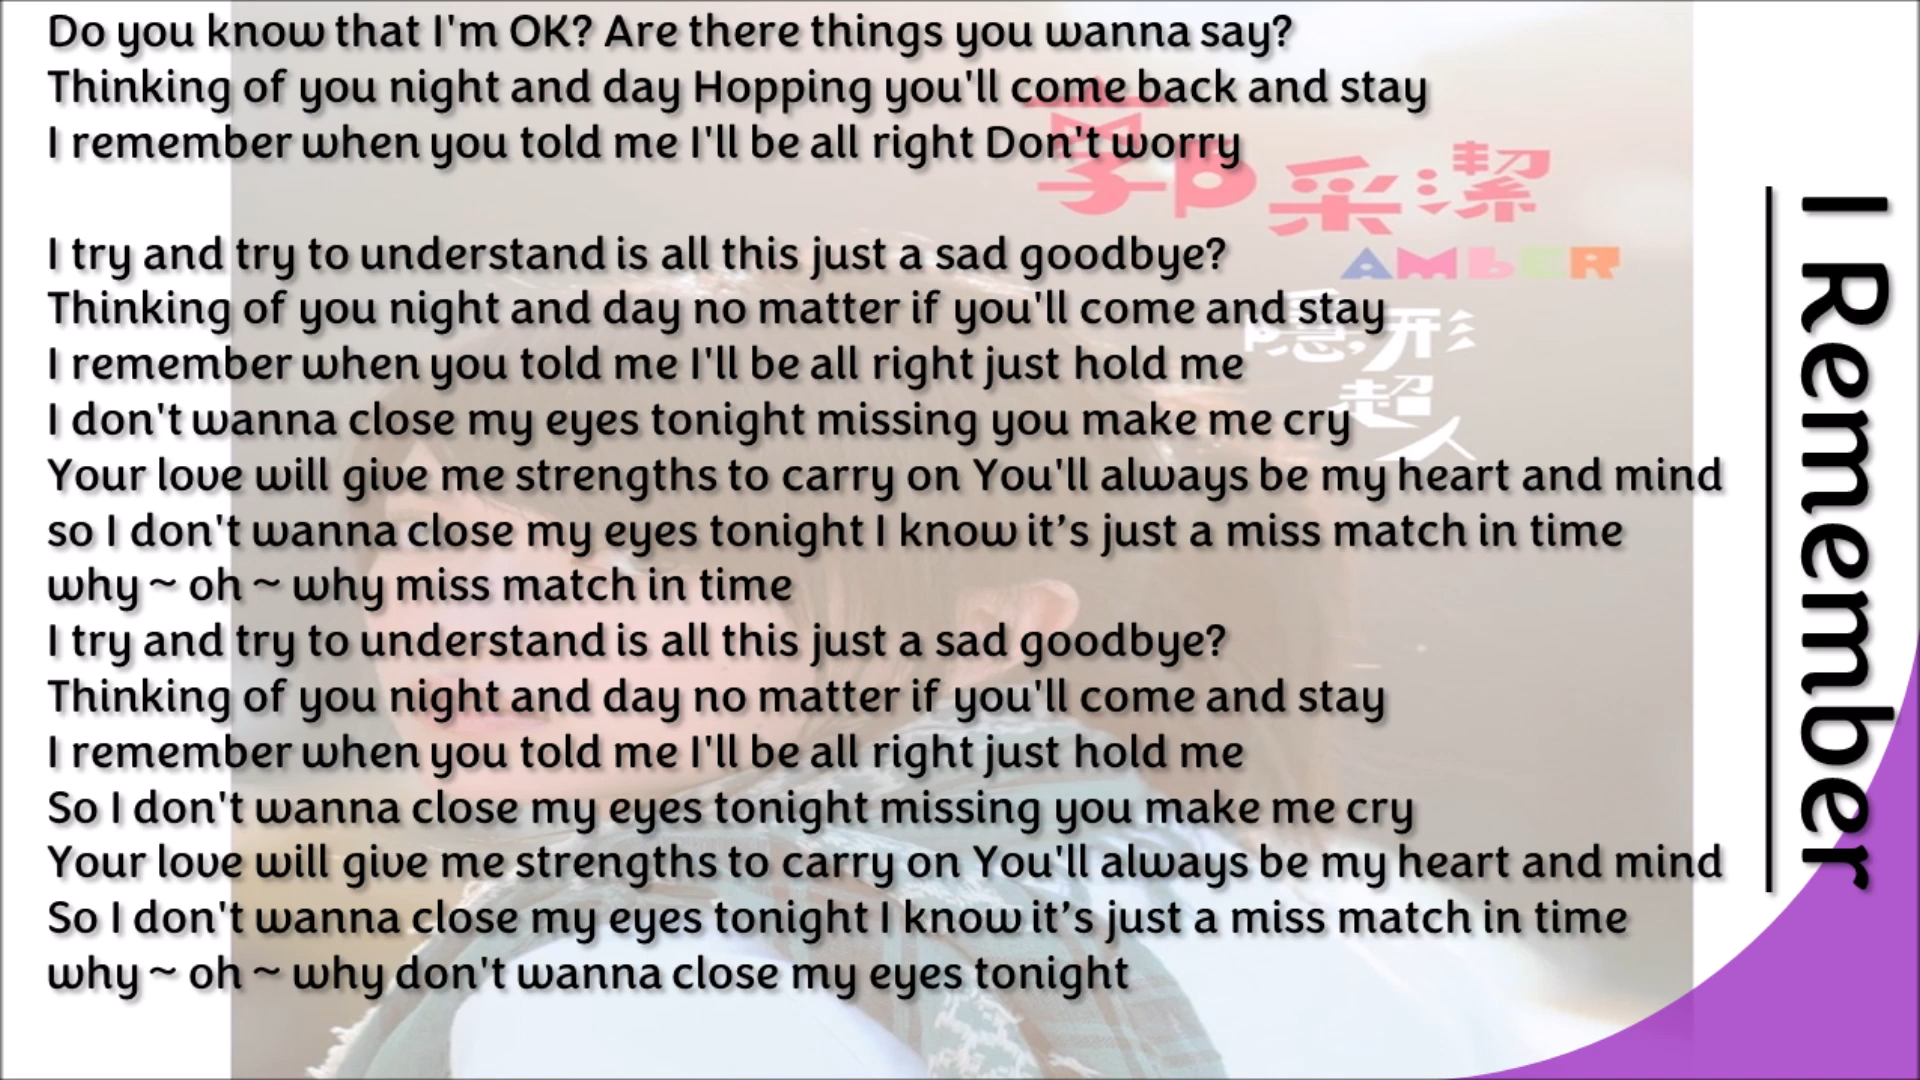 Do you know that I'm OK? Are there things you wanna say?
Thinking of you night and day Hopping you'll come back and stay
I remember when you told me I'll be all right Don't worry
I try and try to understand is all this just a sad goodbye?
Thinking of you night and day no matter if you'll come and stay
I remember when you told me I'll be all right just hold me
I don't wanna close my eyes tonight missing you make me cry
Your love will give me strengths to carry on You'll always be my heart and mind
so I don't wanna close my eyes tonight I know it’s just a miss match in time
why ~ oh ~ why miss match in time
I try and try to understand is all this just a sad goodbye?
Thinking of you night and day no matter if you'll come and stay
I remember when you told me I'll be all right just hold me
So I don't wanna close my eyes tonight missing you make me cry
Your love will give me strengths to carry on You'll always be my heart and mind
So I don't wanna close my eyes tonight I know it’s just a miss match in time
why ~ oh ~ why don't wanna close my eyes tonight
郭采潔
AMbER
隱形
超人
I Remember